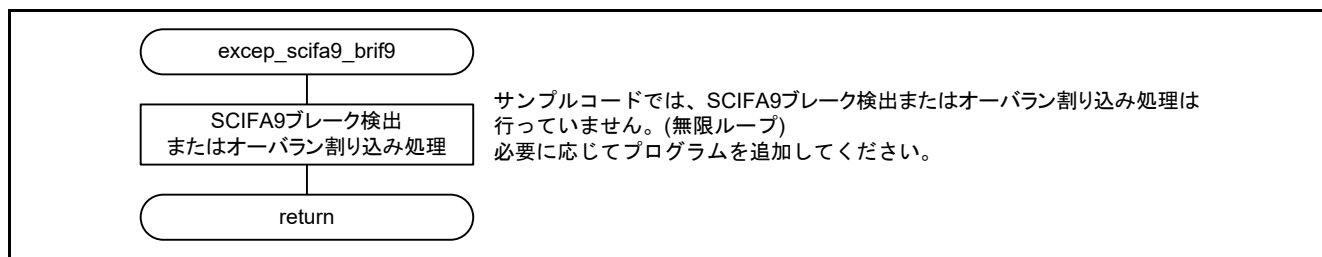 excep_scifa9_brif9
SCIFA9ブレーク検出
またはオーバラン割り込み処理
サンプルコードでは、SCIFA9ブレーク検出またはオーバラン割り込み処理は
行っていません。(無限ループ)
必要に応じてプログラムを追加してください。
return